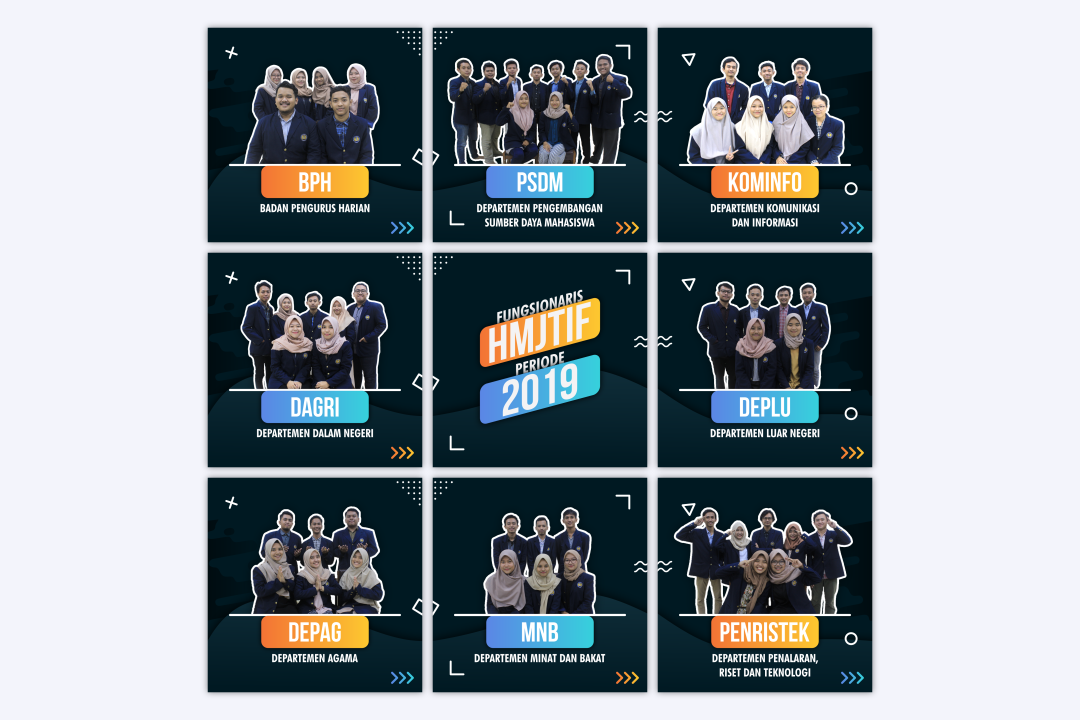 BPH
BADAN PENGURUS HARIAN
PSDM
DEPARTEMEN PENGEMBANGAN
SUMBER DAYA MAHASISWA
KOMINFO
DEPARTEMEN KOMUNIKASI
DAN INFORMASI
DAGRI
DEPARTEMEN DALAM NEGERI
FUNGSIONARIS
HMJTIF
PERIODE
2019
DEPLU
DEPARTEMEN LUAR NEGERI
DEPAG
DEPARTEMEN AGAMA
MNB
DEPARTEMEN MINAT DAN BAKAT
PENRISTEK
DEPARTEMEN PENALARAN,
RISET DAN TEKNOLOGI